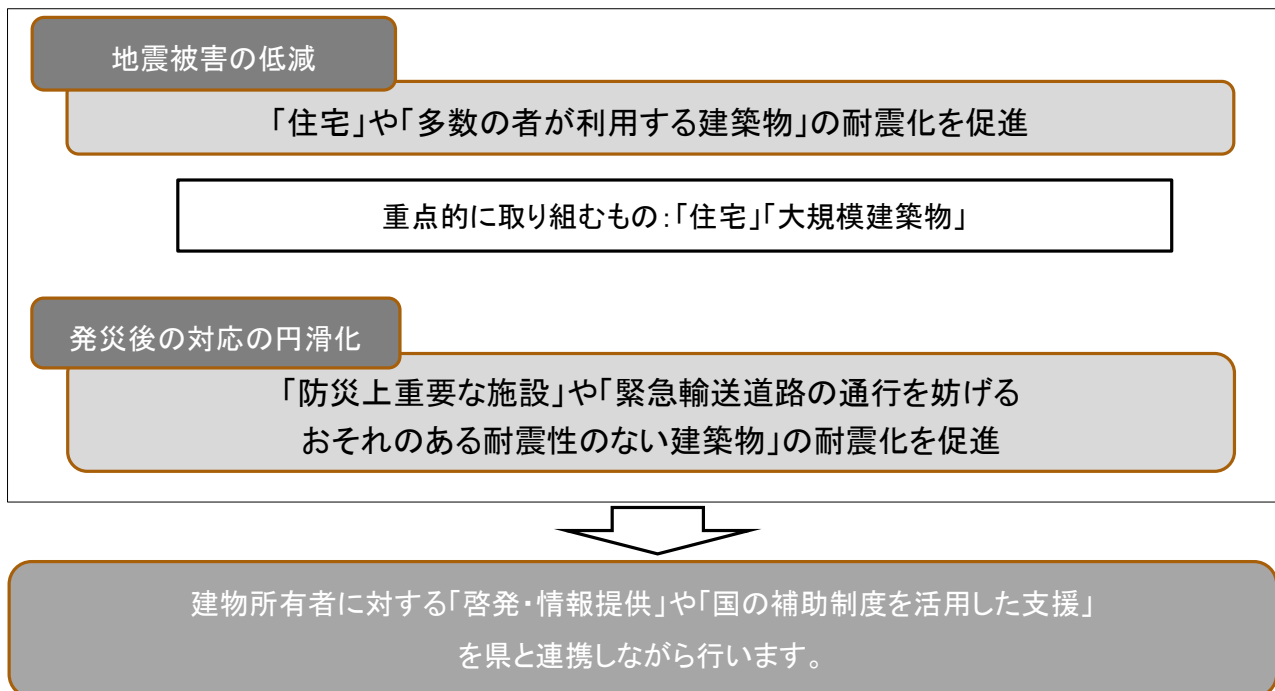 地震被害の低減
「住宅」や「多数の者が利用する建築物」の耐震化を促進
重点的に取り組むもの：「住宅」「大規模建築物」
発災後の対応の円滑化
「防災上重要な施設」や「緊急輸送道路の通行を妨げる
おそれのある耐震性のない建築物」の耐震化を促進
建物所有者に対する「啓発・情報提供」や「国の補助制度を活用した支援」
を県と連携しながら行います。